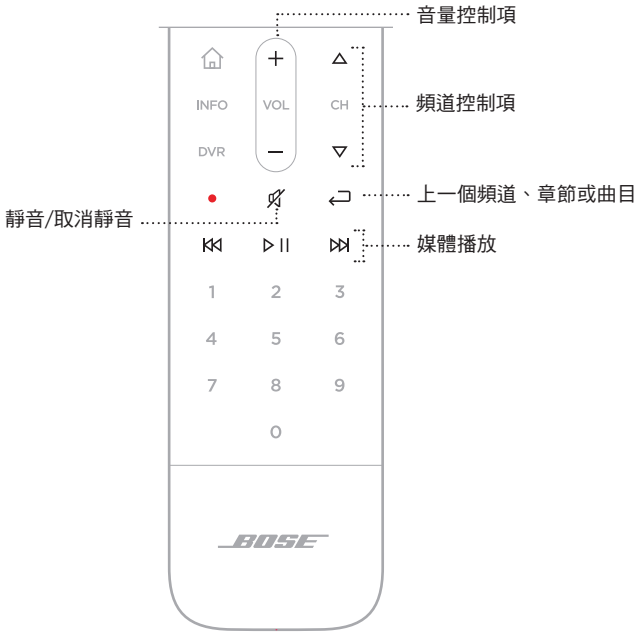 音量控制項
INFO VOL CH
頻道控制項
DVR
上一個頻道、章節或曲目
靜音/取消靜音
媒體播放
1 2 3
4 5 6
7 8 9
0
BOSE